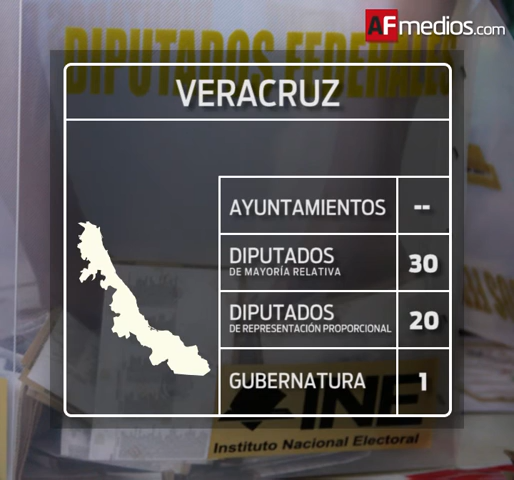 AFmedios.com
DIPUTADOS FEDERALES
VERACRUZ
AYUNTAMIENTOS --
DIPUTADOS
DE MAYORÍA RELATIVA 30
DIPUTADOS
DE REPRESENTACIÓN PROPORCIONAL 20
GUBERNATURA 1
INE
Instituto Nacional Electoral